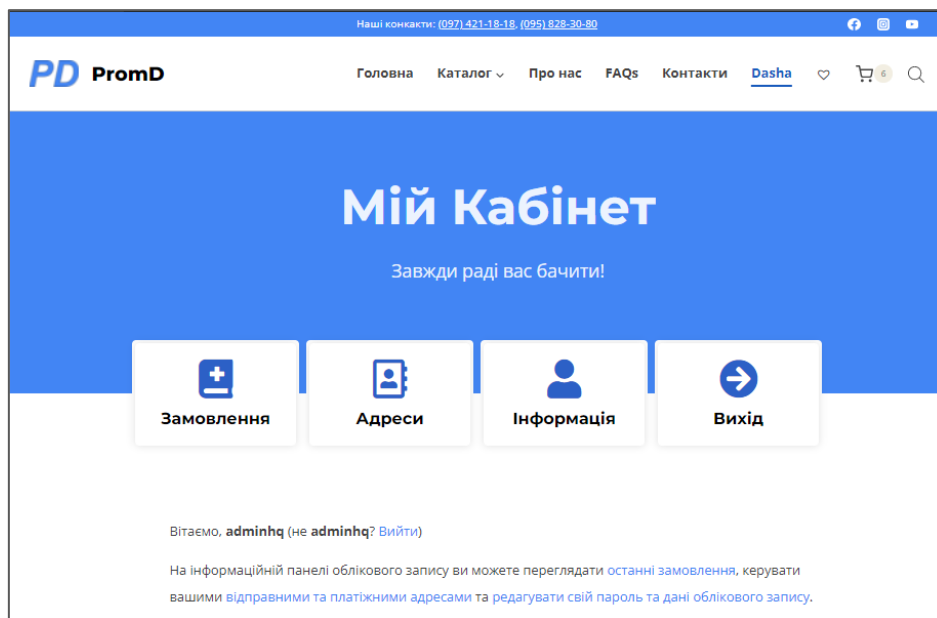 Наші конкакти: (097) 421-18-18, (095) 828-30-80
PD PromD Головна Каталог Про нас FAQs Контакти Dasha 6
Мій Кабінет
Завжди раді вас бачити!
Замовлення Адреси Інформація Вихід
Вітаємо, adminhq (не adminhq? Вийти)
На інформаційній панелі облікового запису ви можете переглядати останні замовлення, керувати
вашими відправними та платіжними адресами та редагувати свій пароль та дані облікового запису.